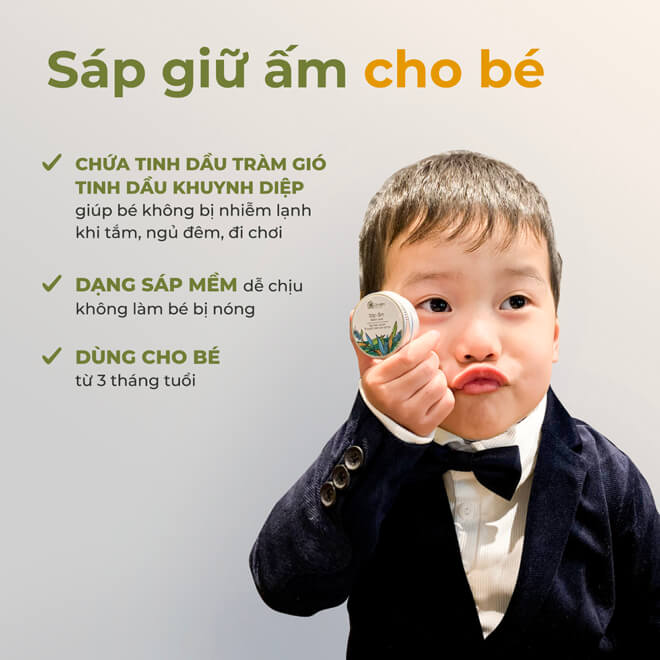 Sáp giữ ấm cho bé
CHỨA TINH DẦU TRÀM GIÓ
TINH DẦU KHUYNH DIỆP
giúp bé không bị nhiễm lạnh
khi tắm, ngủ đêm, đi chơi
DẠNG SÁP MỀM dễ chịu
không làm bé bị nóng
DÙNG CHO BÉ
từ 3 tháng tuổi